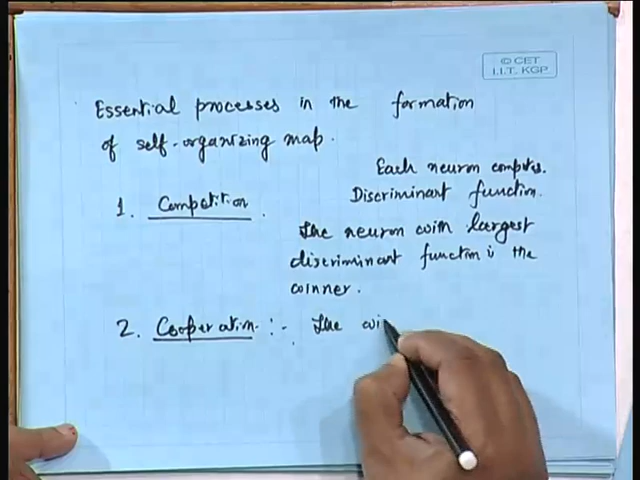 © CET
I.I.T. KGP
Essential processes in the formation
of self-organizing map.
Each neuron computes.
Discriminant function.
1. Competition.
The neuron with largest
discriminant function is the
winner.
2. Cooperation :- The wi